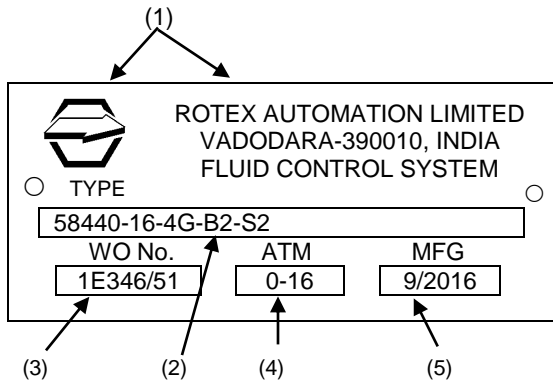 (1)
ROTEX AUTOMATION LIMITED
VADODARA-390010, INDIA
FLUID CONTROL SYSTEM
TYPE
58440-16-4G-B2-S2
WO No. ATM MFG
1E346/51 0-16 9/2016
(3) (2) (4) (5)